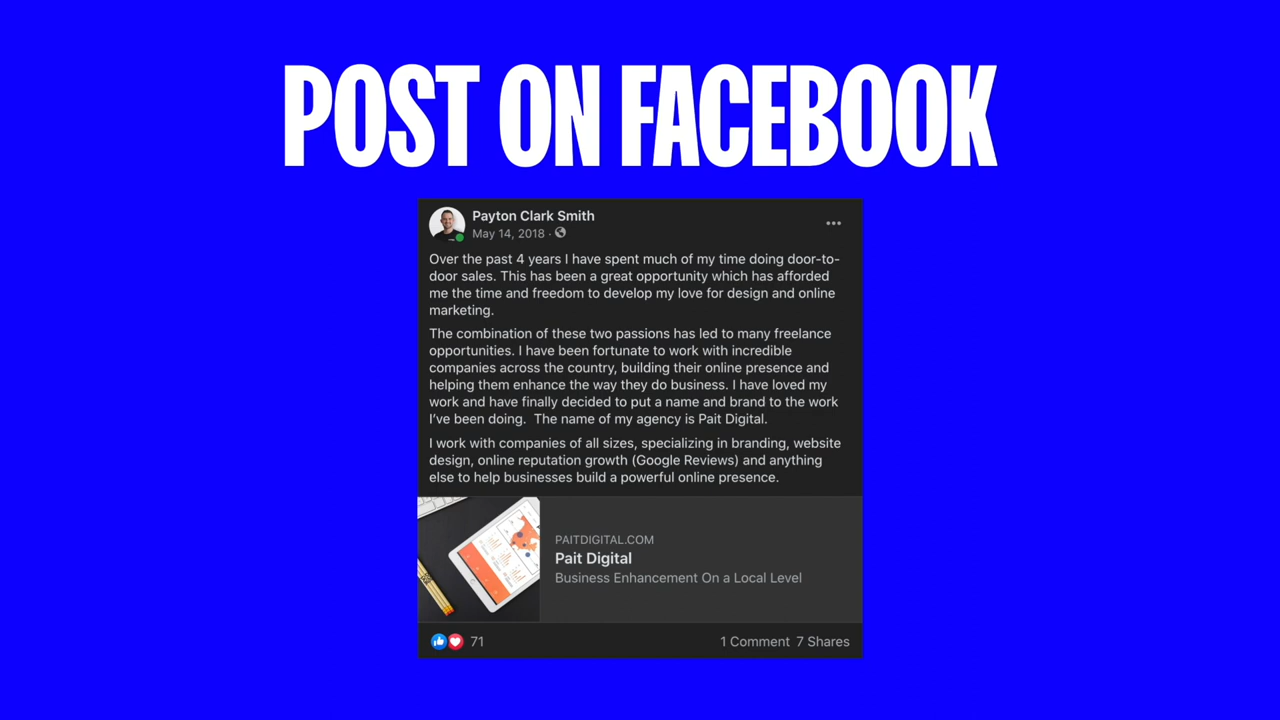 POST ON FACEBOOK
Payton Clark Smith
May 14, 2018 ·
Over the past 4 years I have spent much of my time doing door-to-
door sales. This has been a great opportunity which has afforded
me the time and freedom to develop my love for design and online
marketing.
The combination of these two passions has led to many freelance
opportunities. I have been fortunate to work with incredible
companies across the country, building their online presence and
helping them enhance the way they do business. I have loved my
work and have finally decided to put a name and brand to the work
I’ve been doing.  The name of my agency is Pait Digital.
I work with companies of all sizes, specializing in branding, website
design, online reputation growth (Google Reviews) and anything
else to help businesses build a powerful online presence.
PAITDIGITAL.COM
Pait Digital
Business Enhancement On a Local Level
71
1 Comment 7 Shares